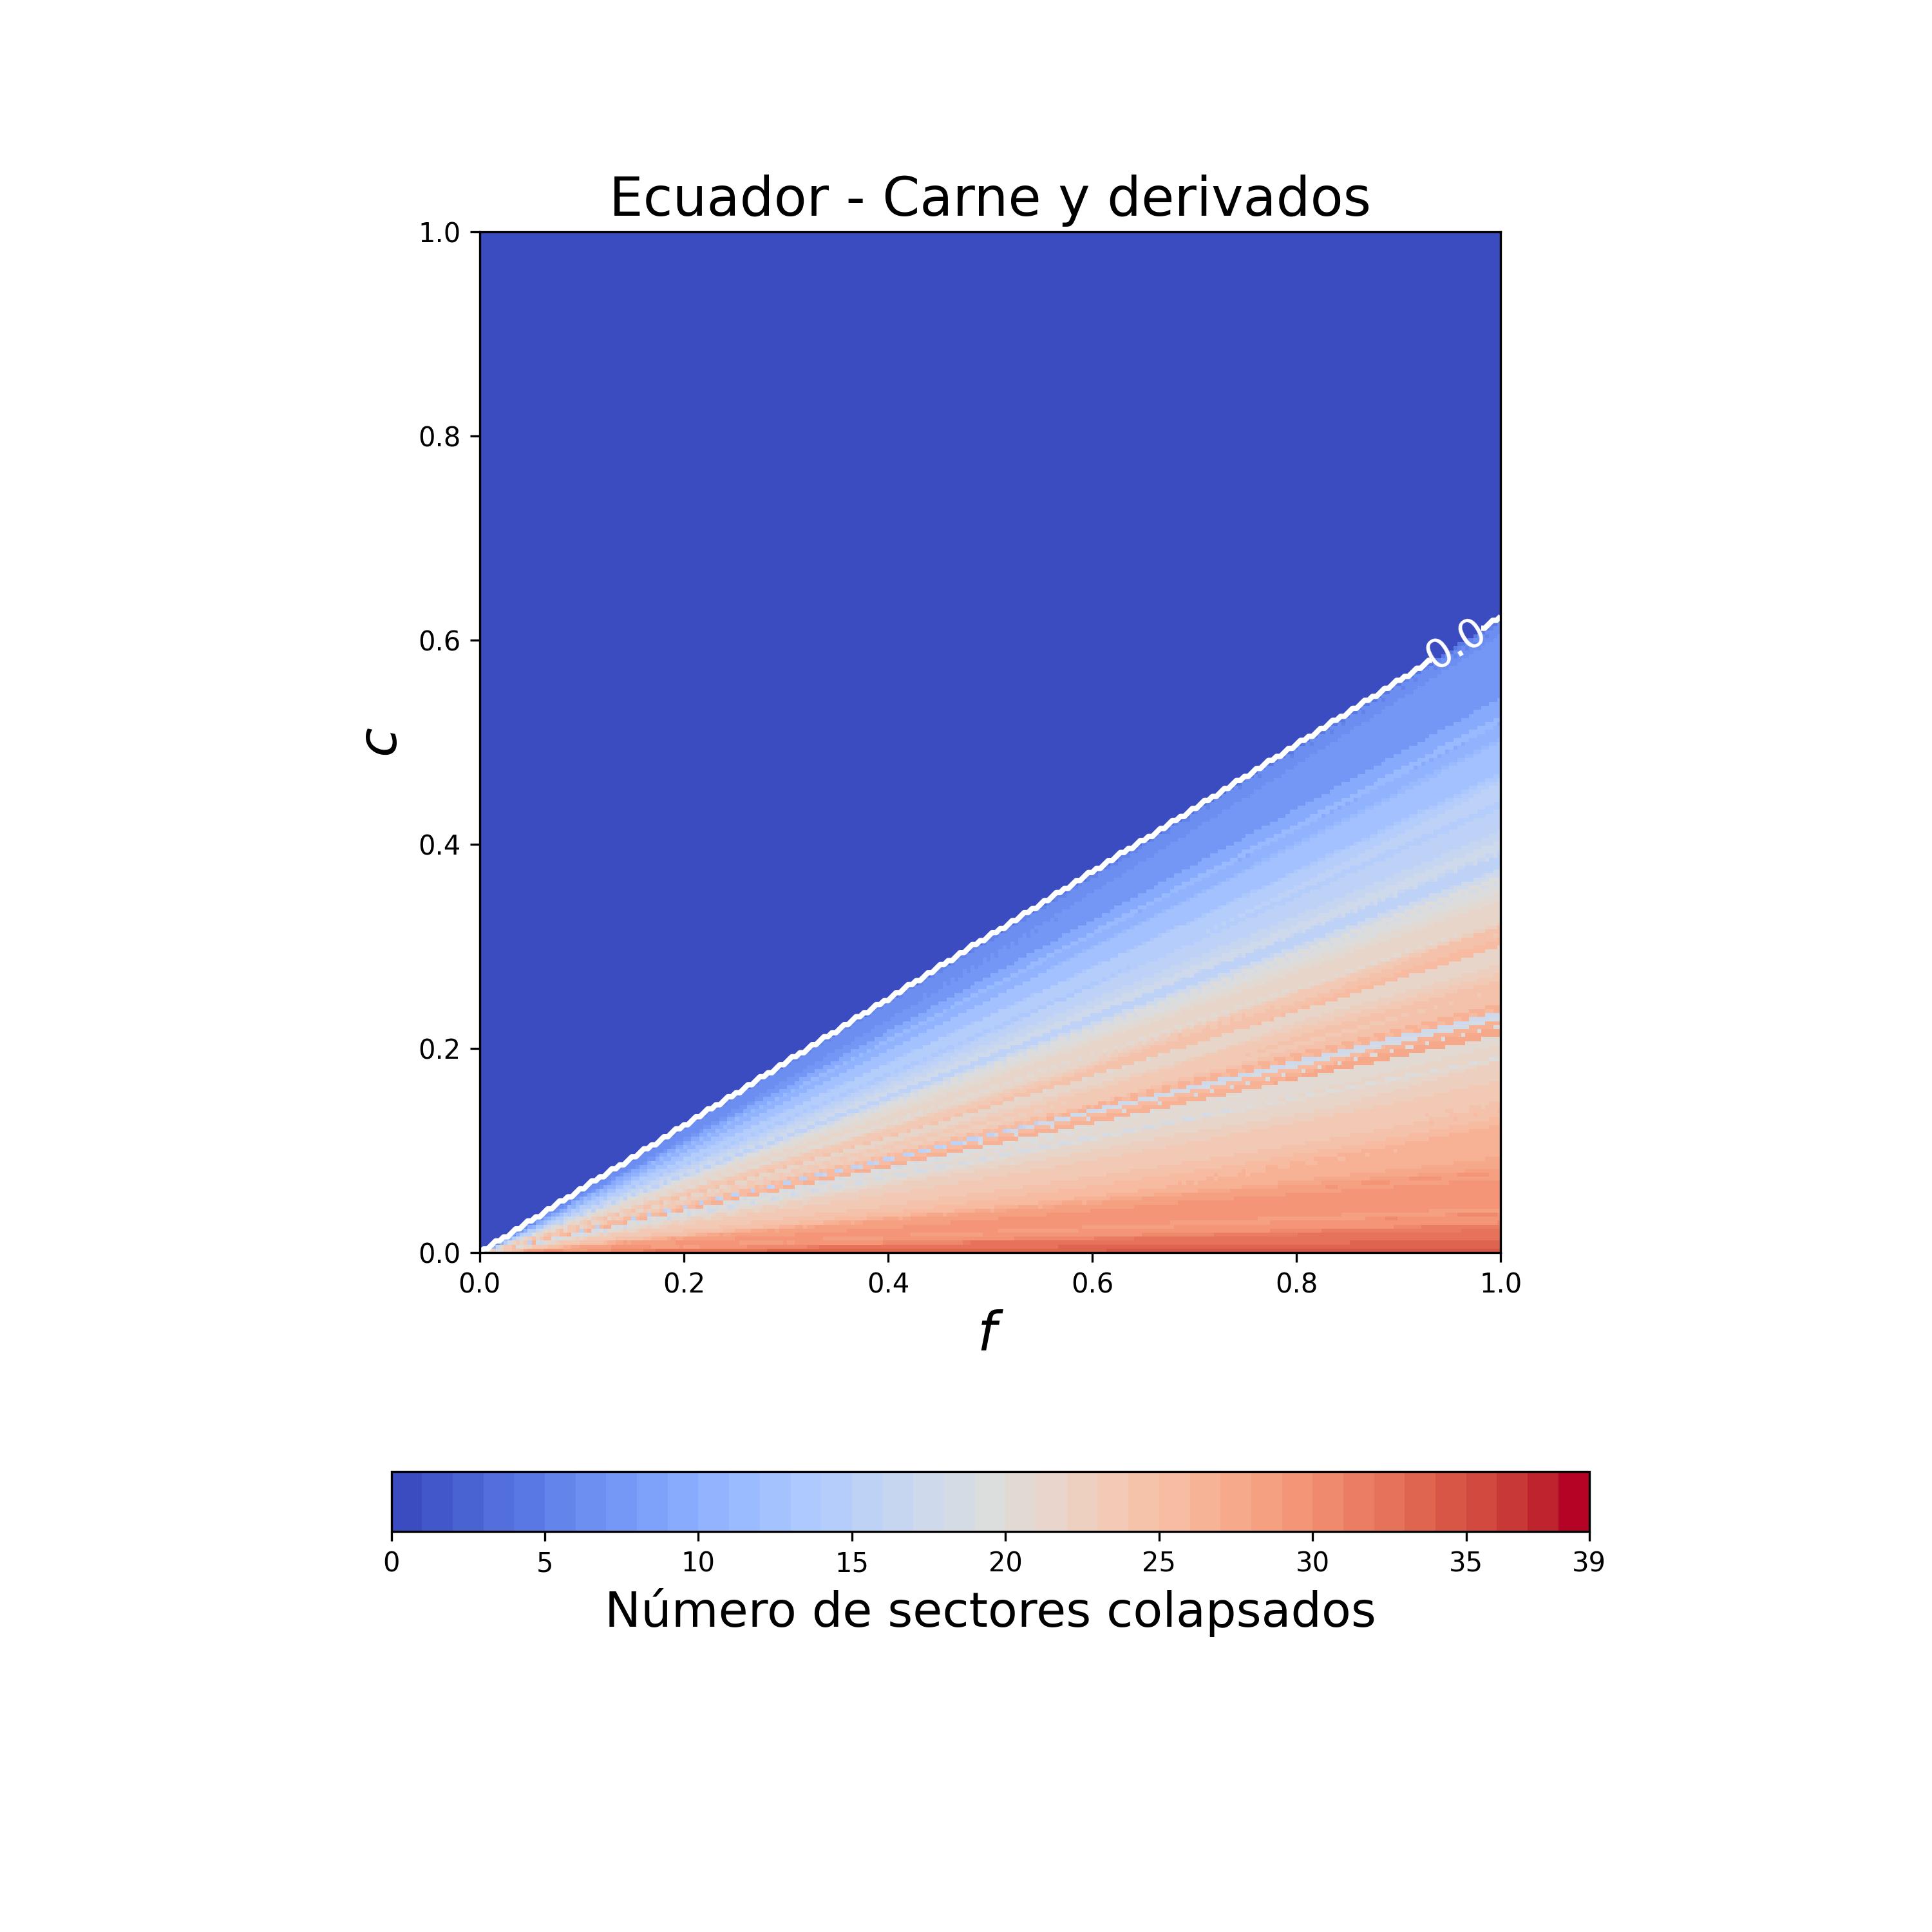 Ecuador - Carne y derivados
1.0
0.8
0.6
0.4
0.2
0.0
c
0.0
0.0 0.2 0.4 0.6 0.8 1.0
f
0 5 10 15 20 25 30 35 39
Número de sectores colapsados